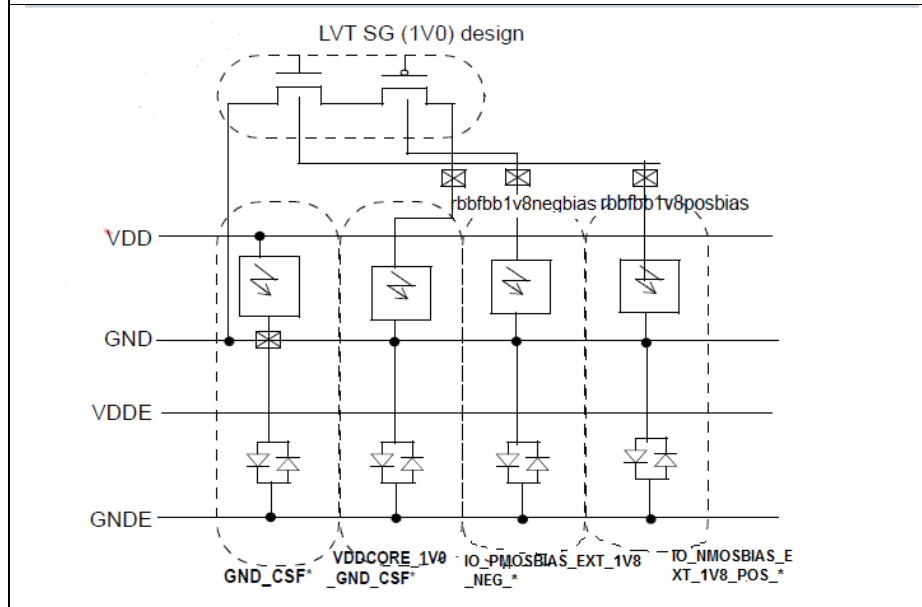 LVT SG (1V0) design
rbbfbb1v8negbias rbbfbb1v8posbias
VDD
GND
VDDE
GNDE
GND_CSF*
VDDCORE_1V0
_GND_CSF*
IO_PMOSBIAS_EXT_1V8
_NEG_*
IO_NMOSBIAS_E
XT_1V8_POS_*